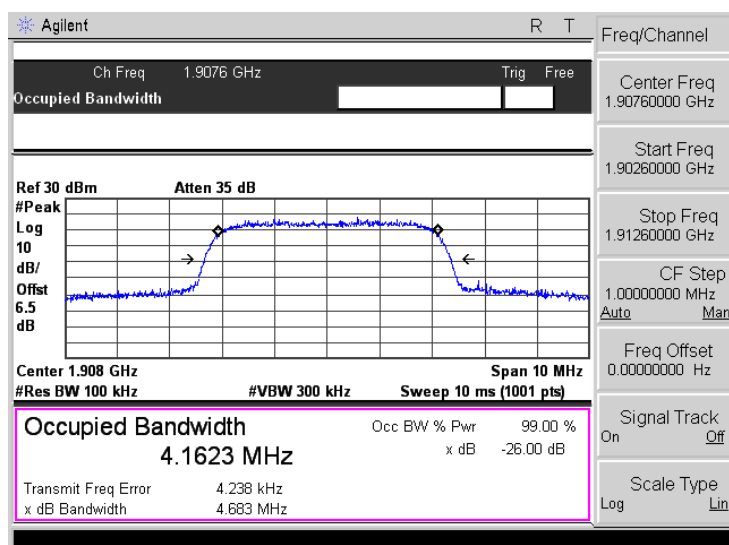 Agilent R T
Freq/Channel
Ch Freq 1.9076 GHz Trig Free
Occupied Bandwidth
Center Freq
1.90760000 GHz
Start Freq
1.90260000 GHz
Ref 30 dBm Atten 35 dB
#Peak
Log
10
dB/
Offst
6.5
dB
Stop Freq
1.91260000 GHz
CF Step
1.00000000 MHz
Auto Man
Center 1.908 GHz Span 10 MHz
#Res BW 100 kHz #VBW 300 kHz Sweep 10 ms (1001 pts)
Freq Offset
0.00000000 Hz
Occupied Bandwidth Occ BW % Pwr 99.00 %
4.1623 MHz x dB -26.00 dB
Transmit Freq Error 4.238 kHz
x dB Bandwidth 4.683 MHz
Signal Track
On Off
Scale Type
Log Lin